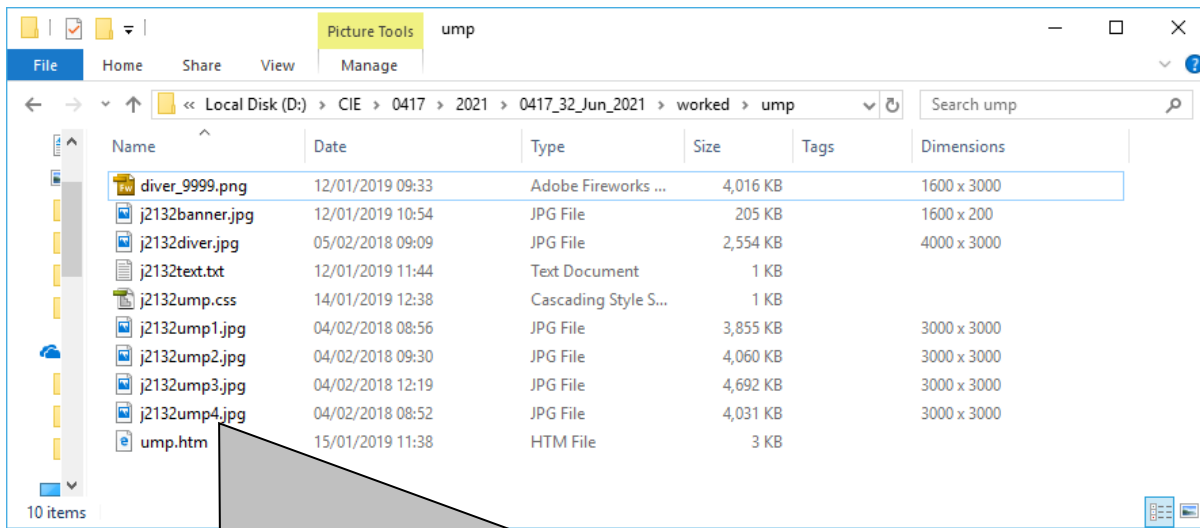 Picture Tools ump
File Home Share View Manage
« Local Disk (D:) > CIE > 0417 > 2021 > 0417_32_Jun_2021 > worked > ump Search ump
Name Date Type Size Tags Dimensions
diver_9999.png 12/01/2019 09:33 Adobe Fireworks ... 4,016 KB 1600 x 3000
j2132banner.jpg 12/01/2019 10:54 JPG File 205 KB 1600 x 200
j2132diver.jpg 05/02/2018 09:09 JPG File 2,554 KB 4000 x 3000
j2132text.txt 12/01/2019 11:44 Text Document 1 KB
j2132ump.css 14/01/2019 12:38 Cascading Style S... 1 KB
j2132ump1.jpg 04/02/2018 08:56 JPG File 3,855 KB 3000 x 3000
j2132ump2.jpg 04/02/2018 09:30 JPG File 4,060 KB 3000 x 3000
j2132ump3.jpg 04/02/2018 12:19 JPG File 4,692 KB 3000 x 3000
j2132ump4.jpg 04/02/2018 08:52 JPG File 4,031 KB 3000 x 3000
ump.htm 15/01/2019 11:38 HTM File 3 KB
10 items